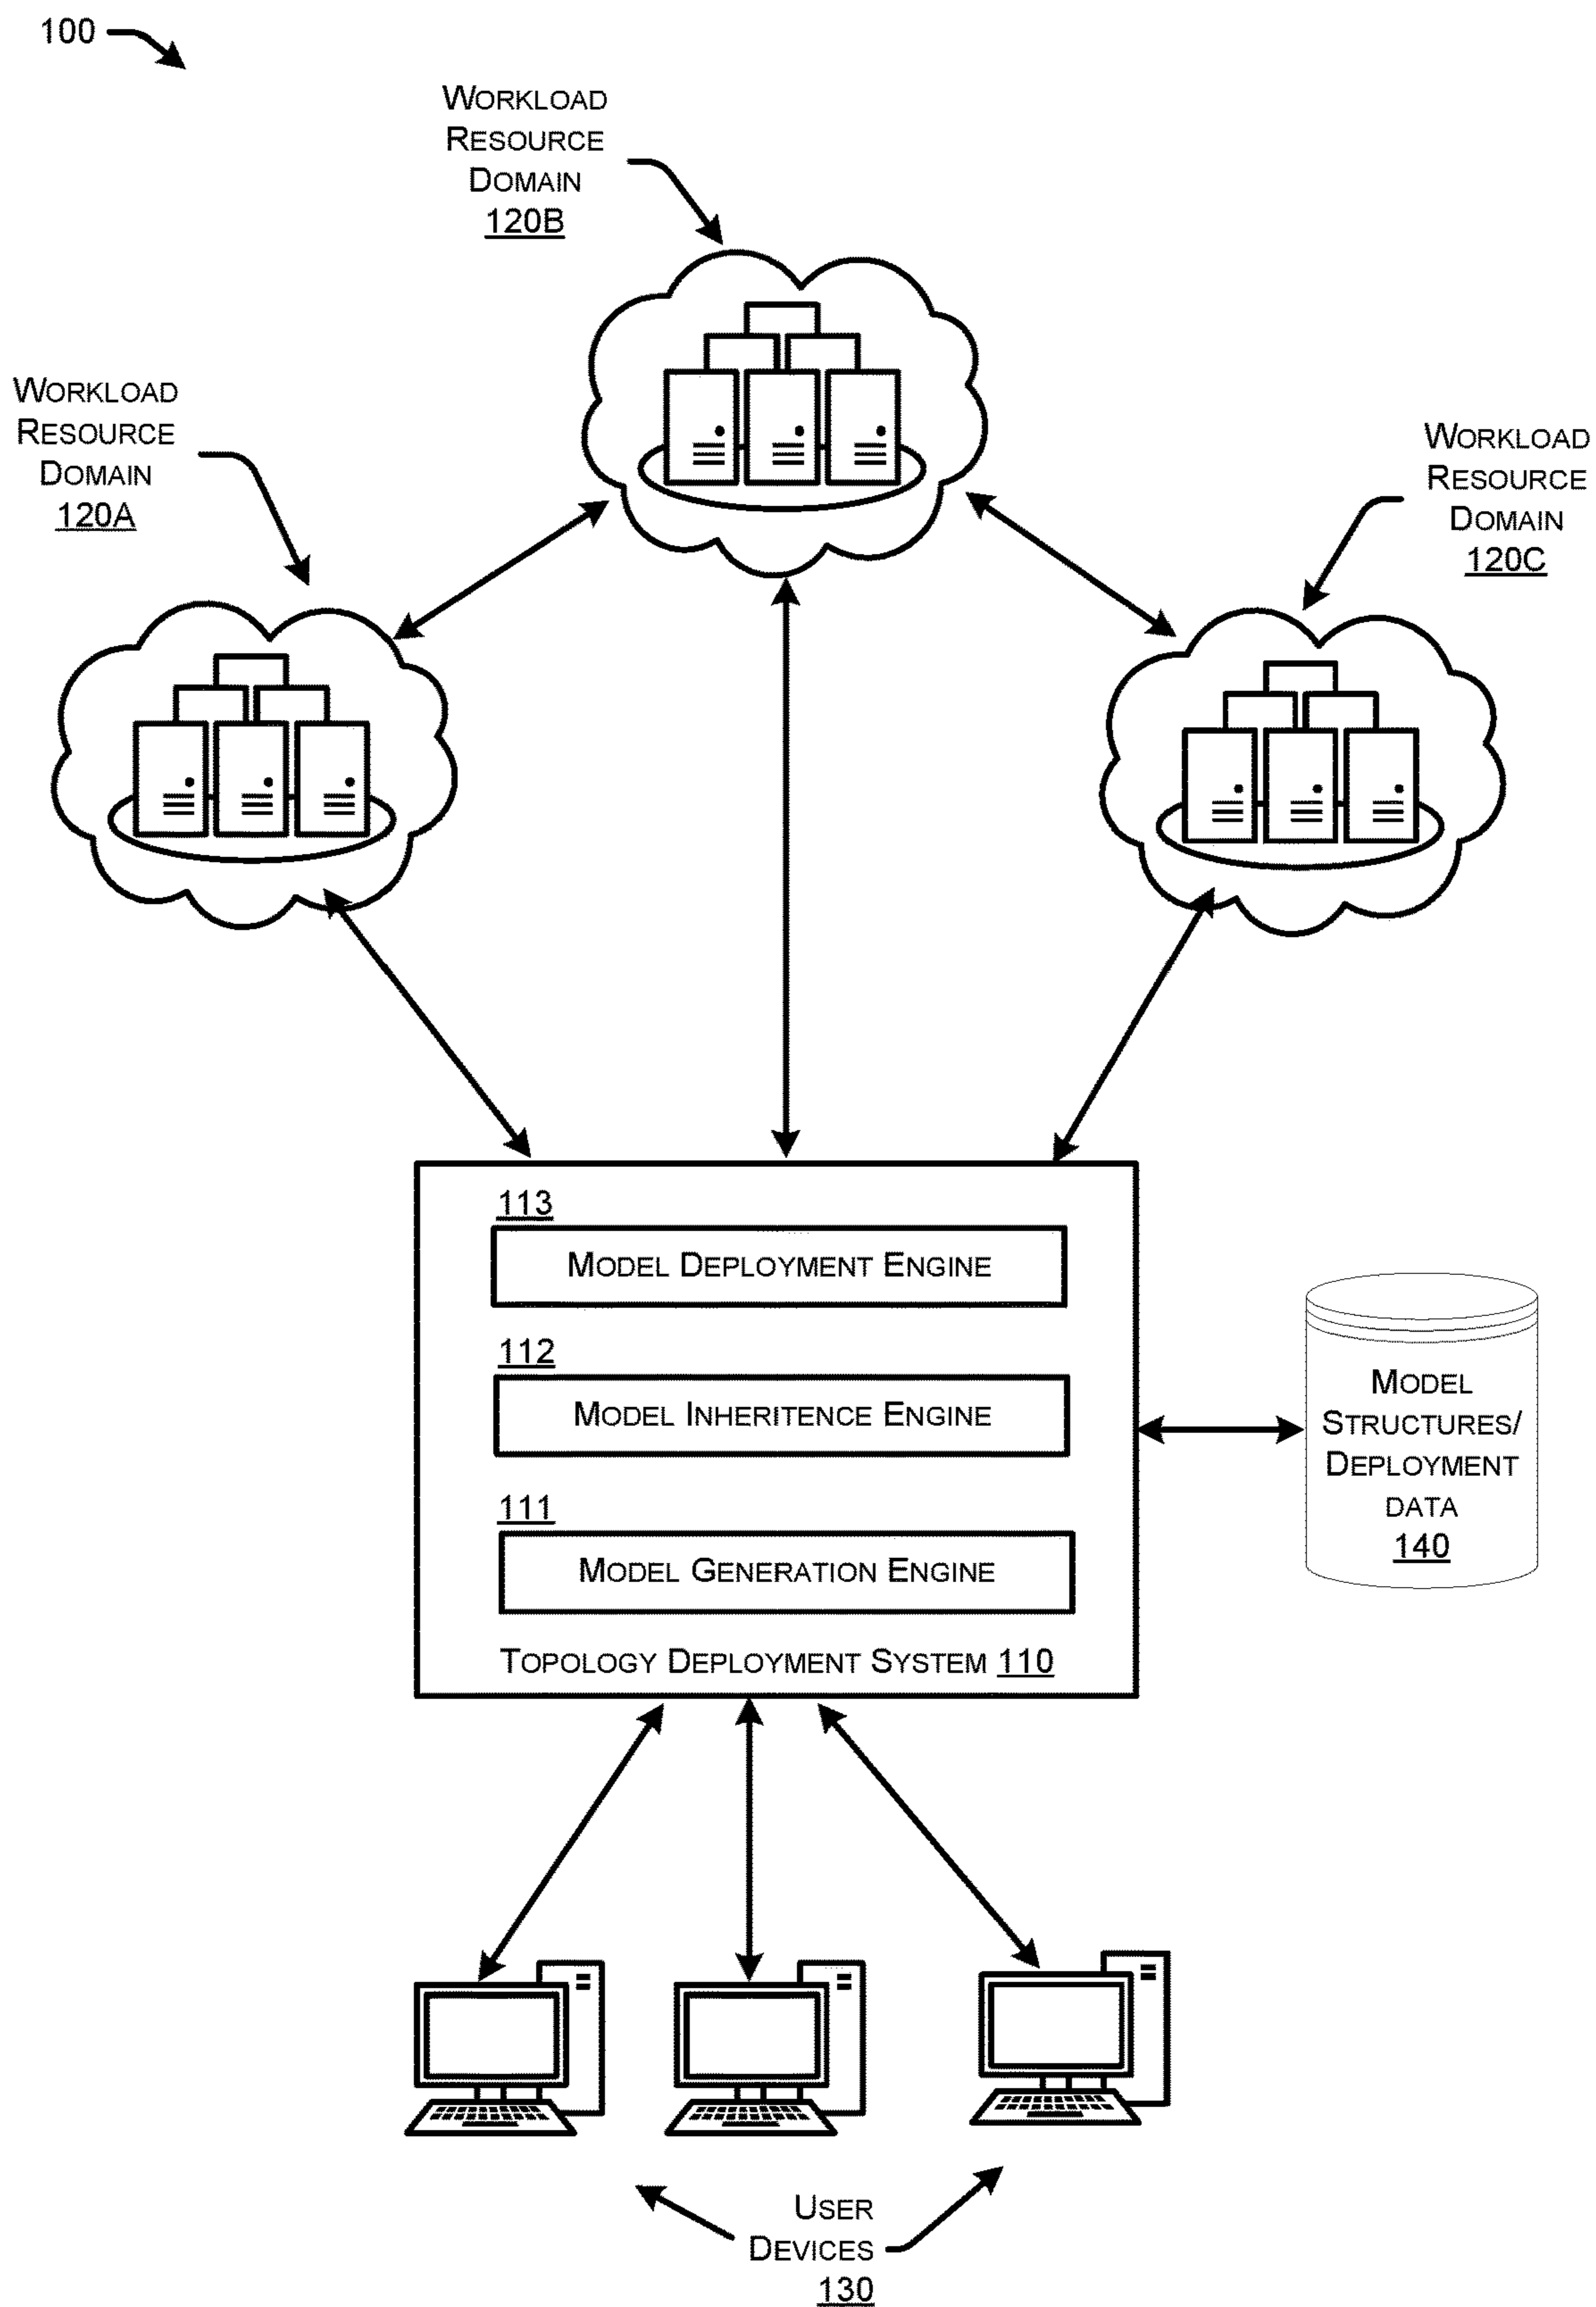 100
WORKLOAD
RESOURCE
DOMAIN
120B
WORKLOAD
RESOURCE
DOMAIN
120A
WORKLOAD
RESOURCE
DOMAIN
120C
113
MODEL DEPLOYMENT ENGINE
112
MODEL INHERITENCE ENGINE
111
MODEL GENERATION ENGINE
TOPOLOGY DEPLOYMENT SYSTEM 110
MODEL
STRUCTURES/
DEPLOYMENT
DATA
140
USER
DEVICES
130